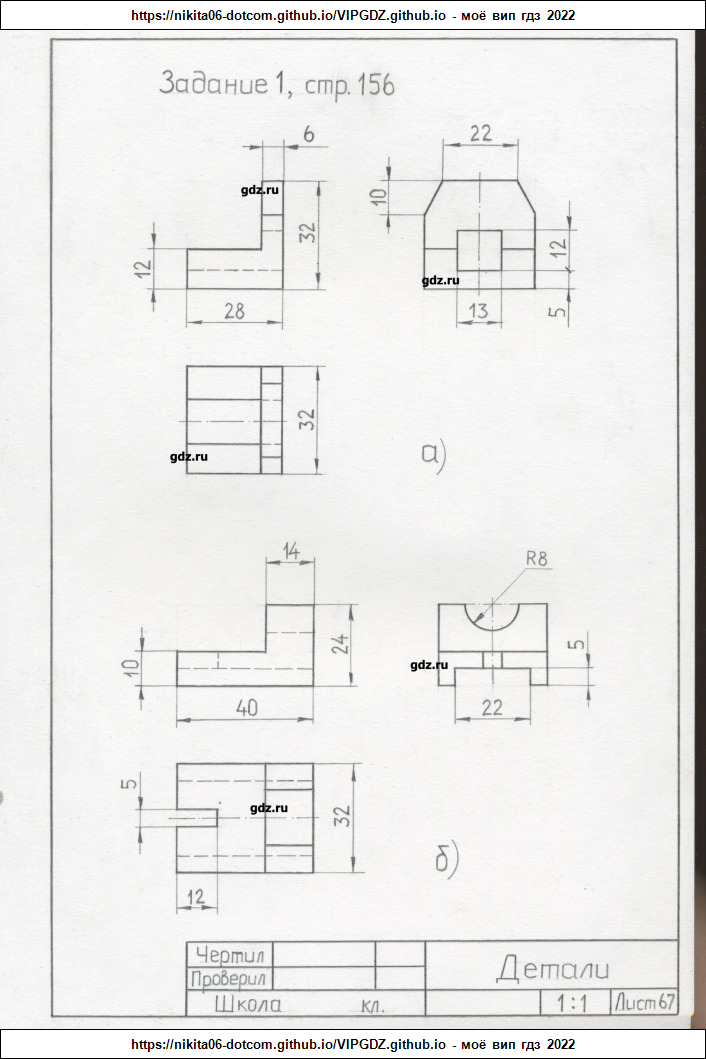 https://nikita06-dotcom.github.io/VIPGDZ.github.io - моё вип гдз 2022
Задание 1, стр. 156
6
22
gdz.ru
10
32
12
12
gdz.ru
28
13
5
32
gdz.ru
а)
14
R8
24
5
10
gdz.ru
40
22
5
gdz.ru
32
б)
12
Чертил
Проверил
Детали
Школа кл.
1:1
Лист 67
https://nikita06-dotcom.github.io/VIPGDZ.github.io - моё вип гдз 2022